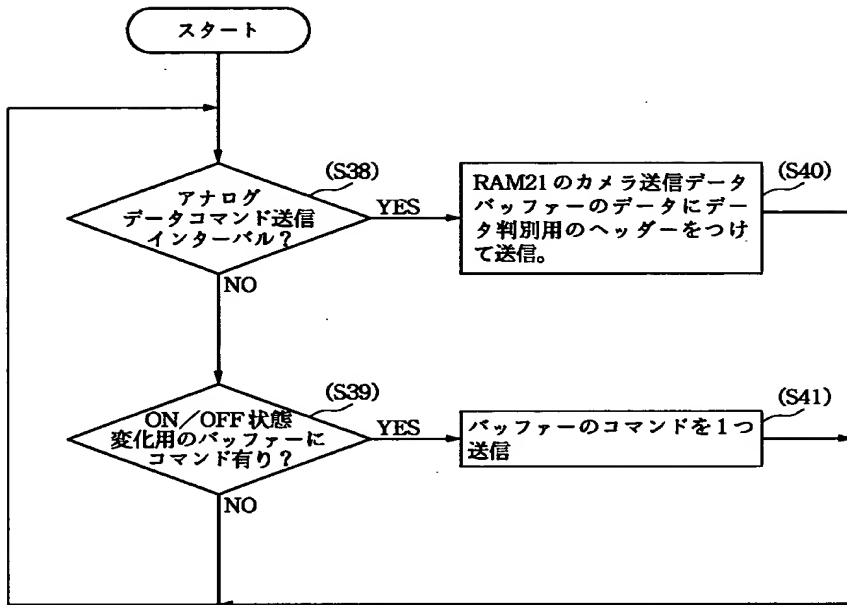 スタート
(S38)
アナログ
データコマンド送信
インターバル？
YES
NO
(S40)
RAM21のカメラ送信データ
バッファーのデータにデー
タ判別用のヘッダーをつけ
て送信。
(S39)
ON／OFF状態
変化用のバッファーに
コマンド有り？
YES
NO
(S41)
バッファーのコマンドを1つ
送信